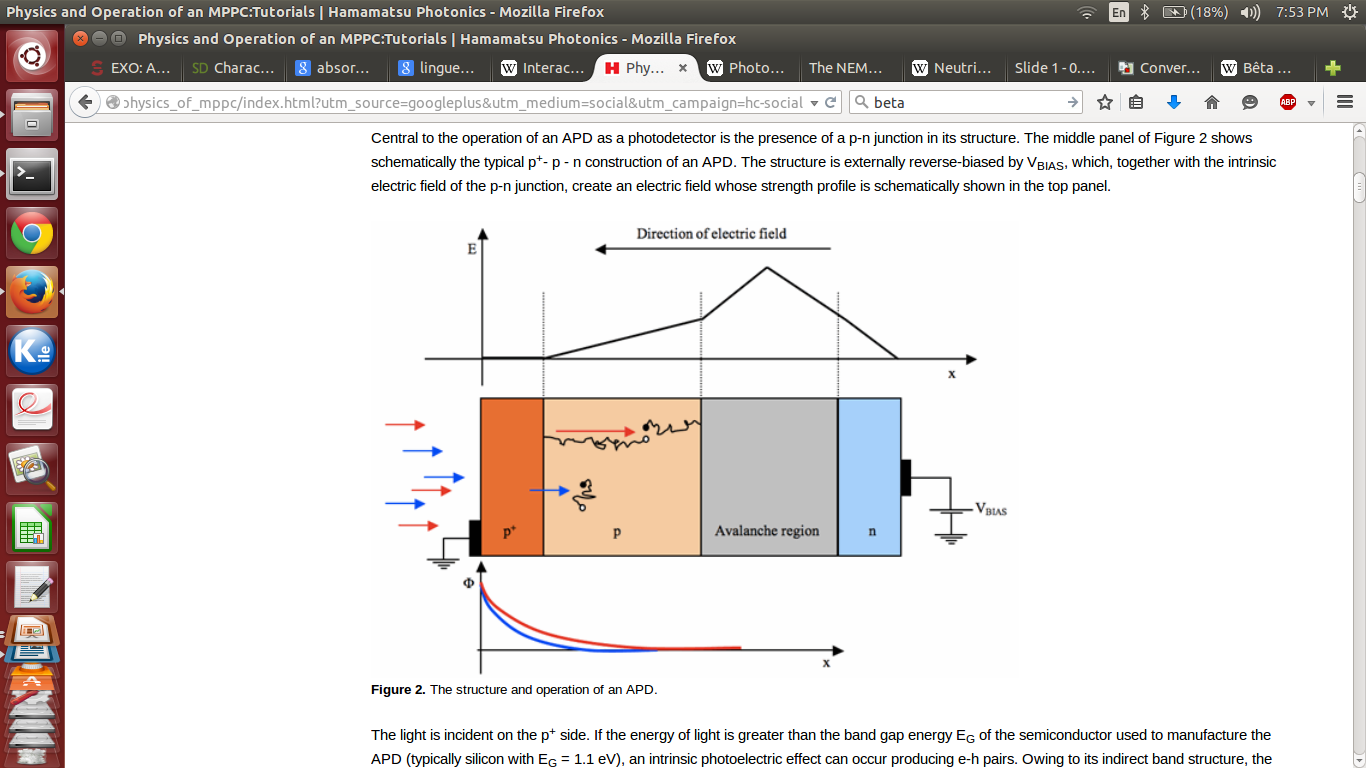 Physics and Operation of an MPPC:Tutorials | Hamamatsu Photonics - Mozilla Firefox
En
(18%)
7:53 PM
Physics and Operation of an MPPC:Tutorials | Hamamatsu Photonics - Mozilla Firefox
EXO: A...
SD Charac...
absor...
lingue...
W Interac...
Phy...
W Photo...
The NEM...
W Neutri...
Slide 1 - 0....
Conver...
W Bêta ...
physics_of_mppc/index.html?utm_source=googleplus&utm_medium=social&utm_campaign=hc-social
beta
ABP
Central to the operation of an APD as a photodetector is the presence of a p-n junction in its structure. The middle panel of Figure 2 shows
schematically the typical p⁺- p - n construction of an APD. The structure is externally reverse-biased by VBIAS, which, together with the intrinsic
electric field of the p-n junction, create an electric field whose strength profile is schematically shown in the top panel.
Direction of electric field
E
x
p⁺
p
Avalanche region
n
VBIAS
Φ
x
Figure 2. The structure and operation of an APD.
The light is incident on the p⁺ side. If the energy of light is greater than the band gap energy EG of the semiconductor used to manufacture the
APD (typically silicon with EG = 1.1 eV), an intrinsic photoelectric effect can occur producing e-h pairs. Owing to its indirect band structure, the